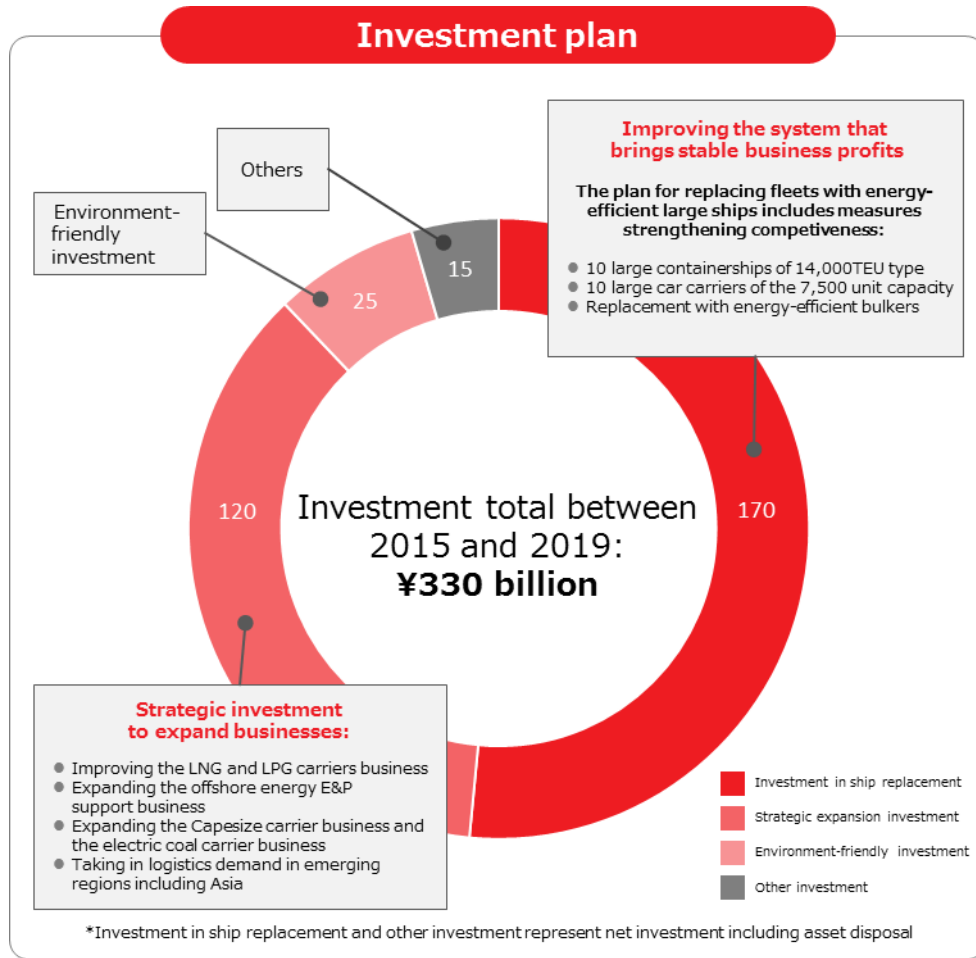 Investment plan
Others
Environment-
friendly
investment
Improving the system that
brings stable business profits
The plan for replacing fleets with energy-
efficient large ships includes measures
strengthening competiveness:
10 large containerships of 14,000TEU type
10 large car carriers of the 7,500 unit capacity
Replacement with energy-efficient bulkers
15
25
120
170
Investment total between
2015 and 2019:
¥330 billion
Strategic investment
to expand businesses:
Improving the LNG and LPG carriers business
Expanding the offshore energy E&P
support business
Expanding the Capesize carrier business and
the electric coal carrier business
Taking in logistics demand in emerging
regions including Asia
Investment in ship replacement
Strategic expansion investment
Environment-friendly investment
Other investment
*Investment in ship replacement and other investment represent net investment including asset disposal